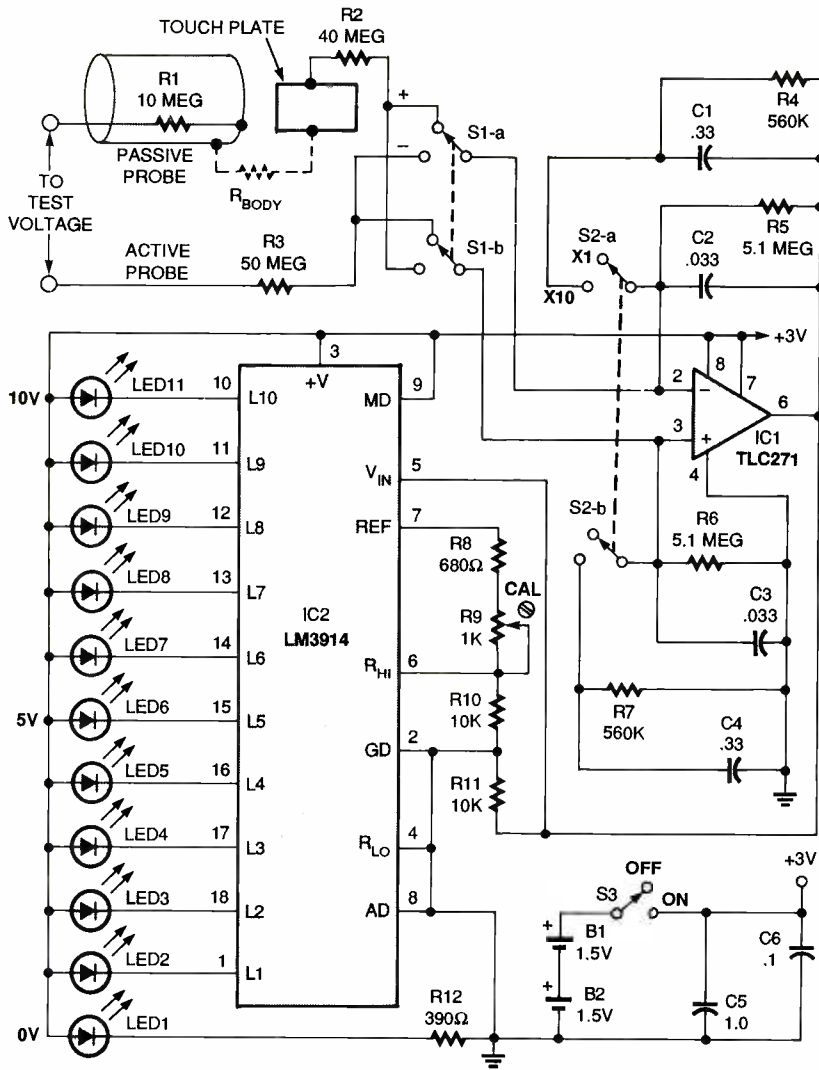 R2
40 MEG
TOUCH PLATE
R1
10 MEG
PASSIVE
PROBE
R BODY
TO
TEST
VOLTAGE
ACTIVE
PROBE
R3
50 MEG
+
−
S1-a
S1-b
R4
560K
C1
.33
R5
5.1 MEG
C2
.033
S2-a
X1
X10
+3V
8
7
2
−
3
+
6
4
IC1
TLC271
3
+V
10V
5V
0V
LED11
10
L10
LED10
11
L9
LED9
12
L8
LED8
13
L7
LED7
14
L6
LED6
15
L5
LED5
16
L4
LED4
17
L3
LED3
18
L2
LED2
1
L1
LED1
IC2
LM3914
MD
9
VIN
5
REF
7
RHI
6
GD
2
RLO
4
AD
8
R8
680Ω
CAL
R9
1K
R10
10K
R11
10K
R12
390Ω
S2-b
R6
5.1 MEG
C3
.033
R7
560K
C4
.33
OFF
S3
ON
+3V
+
B1
1.5V
+
B2
1.5V
C6
.1
C5
1.0